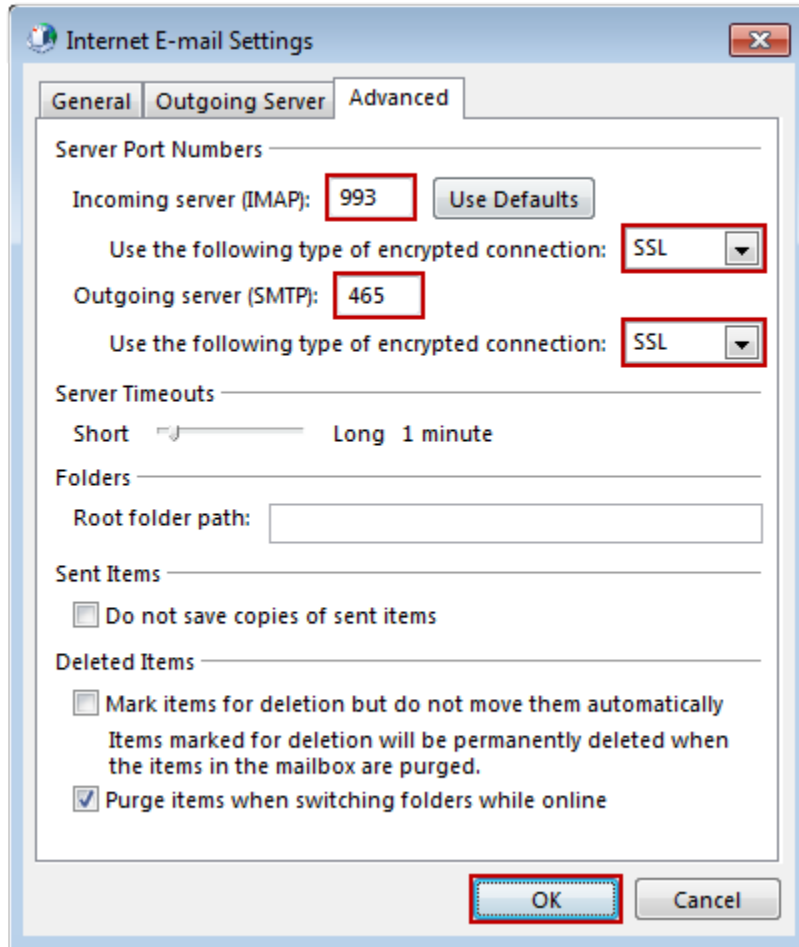 Internet E-mail Settings
General Outgoing Server Advanced
Server Port Numbers
Incoming server (IMAP): 993 Use Defaults
Use the following type of encrypted connection: SSL
Outgoing server (SMTP): 465
Use the following type of encrypted connection: SSL
Server Timeouts
Short Long 1 minute
Folders
Root folder path:
Sent Items
Do not save copies of sent items
Deleted Items
Mark items for deletion but do not move them automatically
Items marked for deletion will be permanently deleted when
the items in the mailbox are purged.
Purge items when switching folders while online
OK Cancel